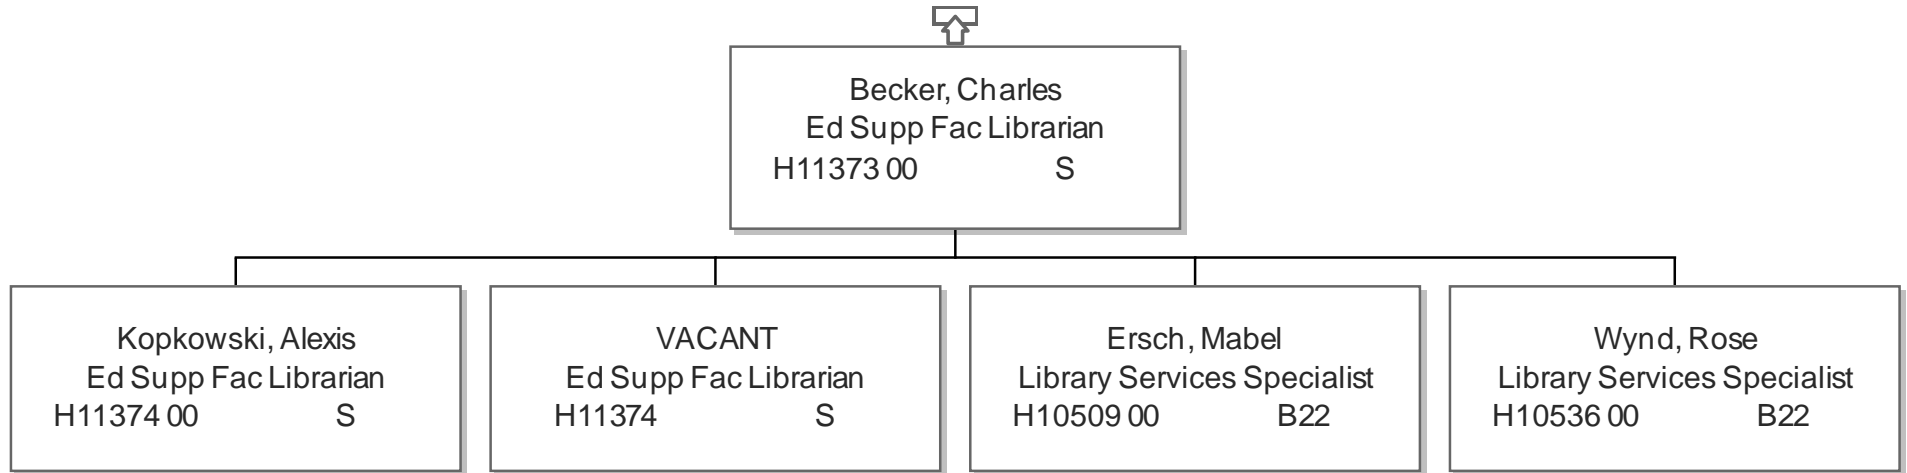 Becker, Charles
Ed Supp Fac Librarian
H11373 00 S
Kopkowski, Alexis
Ed Supp Fac Librarian
H11374 00 S
VACANT
Ed Supp Fac Librarian
H11374 S
Ersch, Mabel
Library Services Specialist
H10509 00 B22
Wynd, Rose
Library Services Specialist
H10536 00 B22